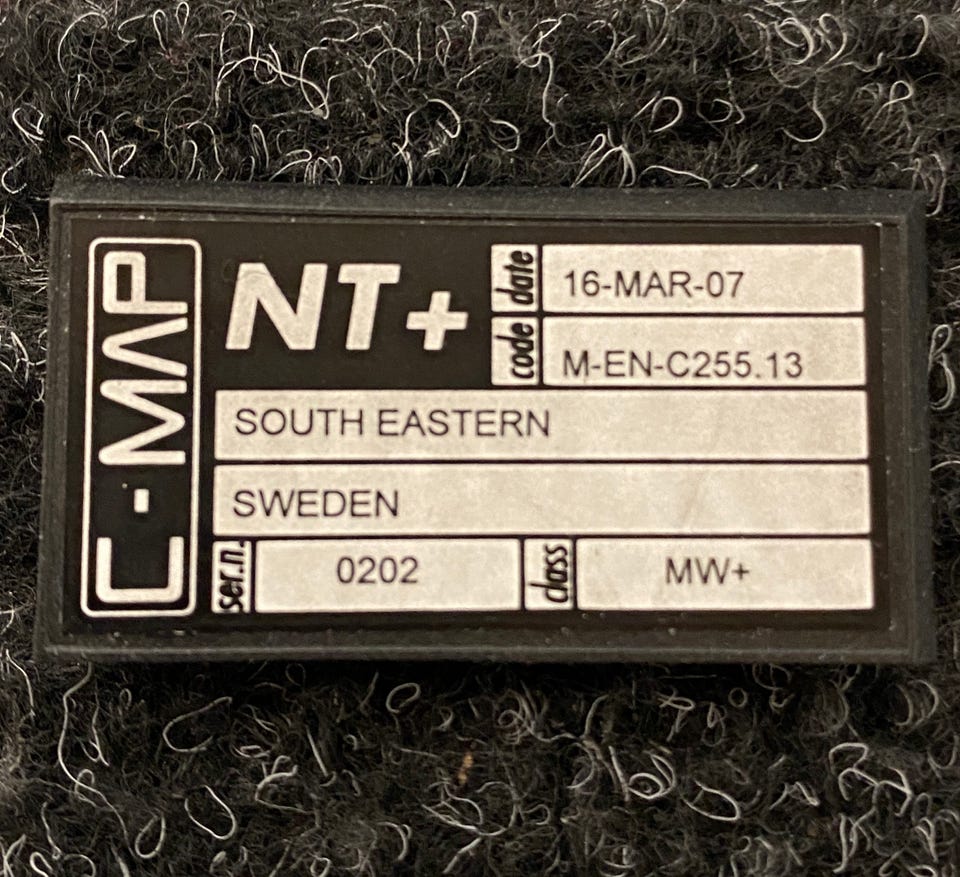 C-MAP
NT+
date 16-MAR-07
code M-EN-C255.13
SOUTH EASTERN
SWEDEN
ser.n. 0202 class MW+